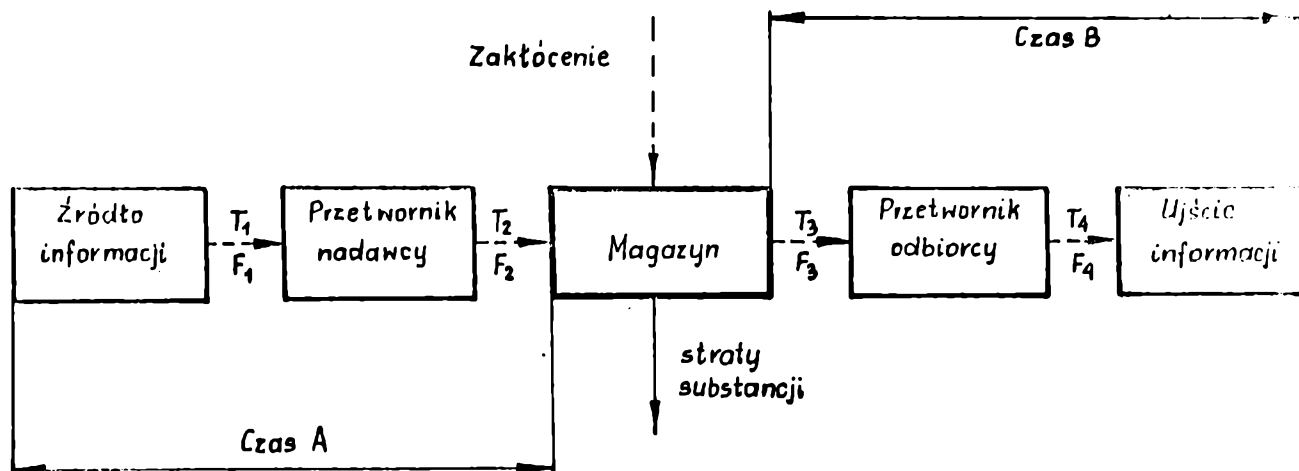 Czas B
Zakłócenie
Źródło
informacji
T1
F1
Przetwornik
nadawcy
T2
F2
Magazyn
T3
F3
Przetwornik
odbiorcy
T4
F4
Ujście
informacji
straty
substancji
Czas A